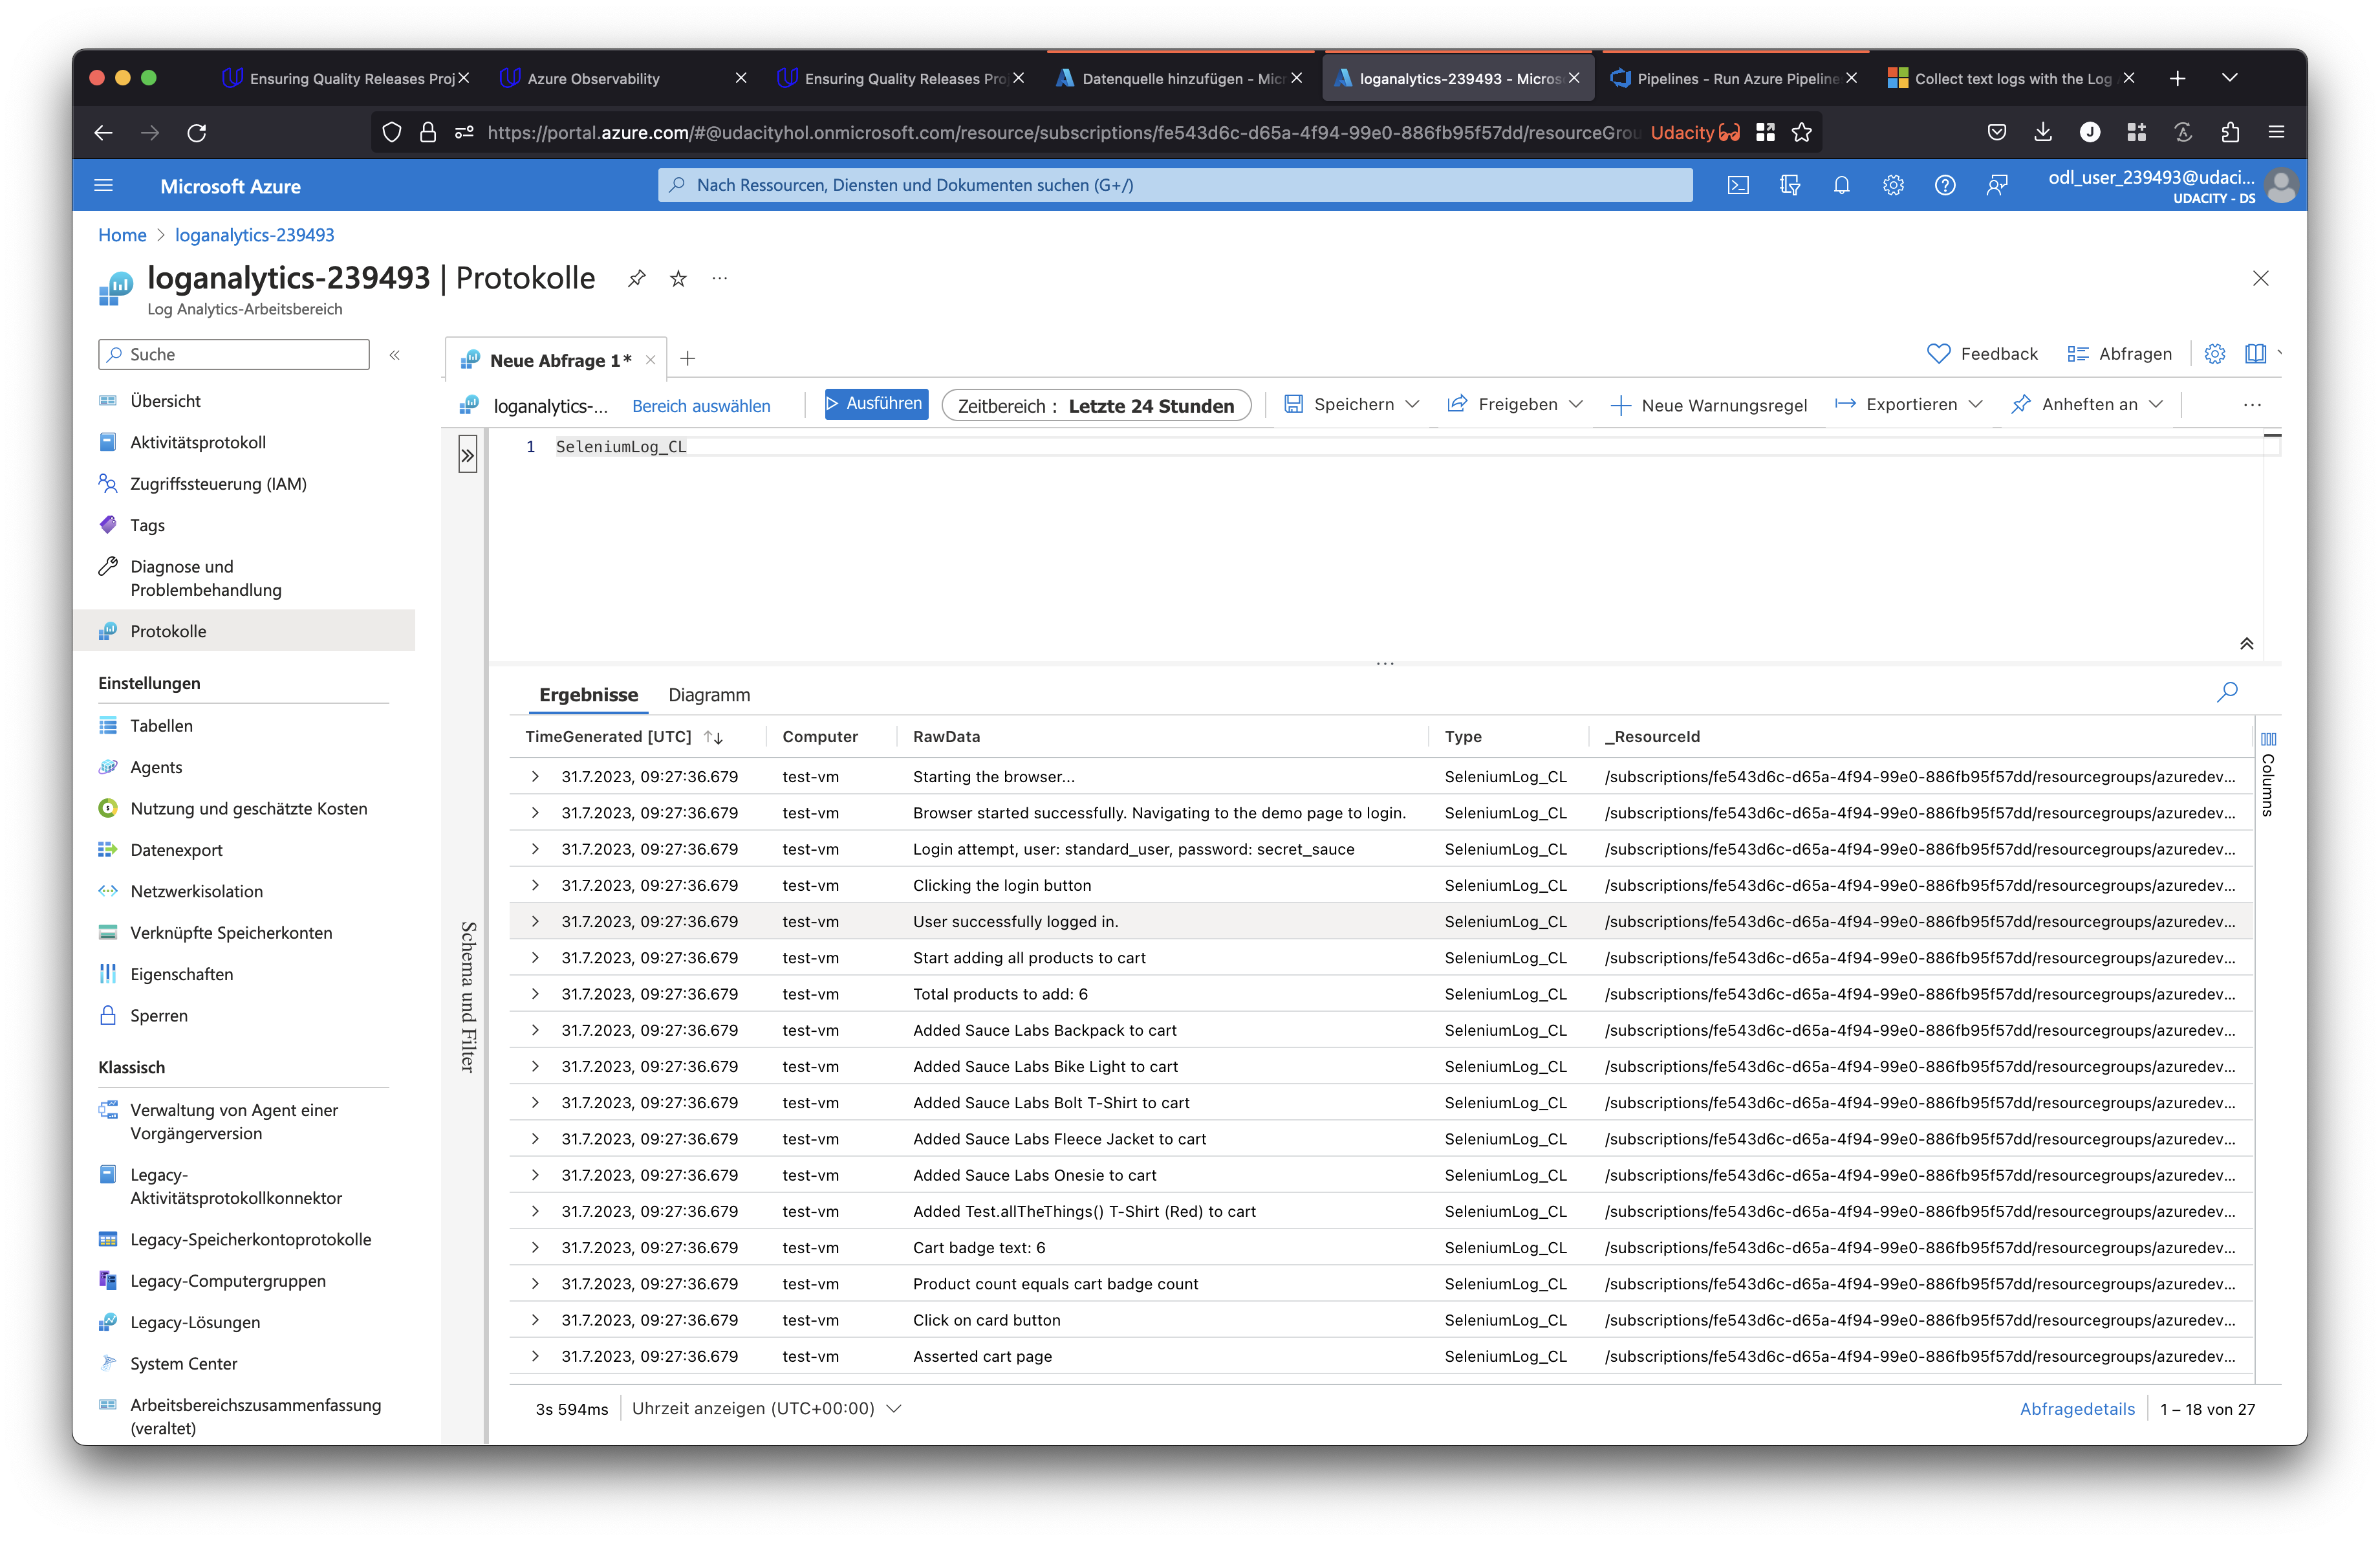 Ensuring Quality Releases Proj
Azure Observability
Ensuring Quality Releases Pro
Datenquelle hinzufügen - Micr
loganalytics-239493 - Micros
Pipelines - Run Azure Pipeline
Collect text logs with the Log
https://portal.azure.com/#@udacityhol.onmicrosoft.com/resource/subscriptions/fe543d6c-d65a-4f94-99e0-886fb95f57dd/resourceGrou
Udacity
J
Microsoft Azure
Nach Ressourcen, Diensten und Dokumenten suchen (G+/)
odl_user_239493@udaci...
UDACITY - DS
Home > loganalytics-239493
loganalytics-239493 | Protokolle
Log Analytics-Arbeitsbereich
Suche
Übersicht
Aktivitätsprotokoll
Zugriffssteuerung (IAM)
Tags
Diagnose und
Problembehandlung
Protokolle
Einstellungen
Tabellen
Agents
Nutzung und geschätzte Kosten
Datenexport
Netzwerkisolation
Verknüpfte Speicherkonten
Eigenschaften
Sperren
Klassisch
Verwaltung von Agent einer
Vorgängerversion
Legacy-
Aktivitätsprotokollkonnektor
Legacy-Speicherkontoprotokolle
Legacy-Computergruppen
Legacy-Lösungen
System Center
Arbeitsbereichszusammenfassung
(veraltet)
Neue Abfrage 1*
Feedback
Abfragen
loganalytics-...
Bereich auswählen
Ausführen
Zeitbereich : Letzte 24 Stunden
Speichern
Freigeben
Neue Warnungsregel
Exportieren
Anheften an
1 SeleniumLog_CL
Schema und Filter
Ergebnisse
Diagramm
TimeGenerated [UTC] Computer RawData Type _ResourceId
31.7.2023, 09:27:36.679 test-vm Starting the browser... SeleniumLog_CL /subscriptions/fe543d6c-d65a-4f94-99e0-886fb95f57dd/resourcegroups/azuredev...
31.7.2023, 09:27:36.679 test-vm Browser started successfully. Navigating to the demo page to login. SeleniumLog_CL /subscriptions/fe543d6c-d65a-4f94-99e0-886fb95f57dd/resourcegroups/azuredev...
31.7.2023, 09:27:36.679 test-vm Login attempt, user: standard_user, password: secret_sauce SeleniumLog_CL /subscriptions/fe543d6c-d65a-4f94-99e0-886fb95f57dd/resourcegroups/azuredev...
31.7.2023, 09:27:36.679 test-vm Clicking the login button SeleniumLog_CL /subscriptions/fe543d6c-d65a-4f94-99e0-886fb95f57dd/resourcegroups/azuredev...
31.7.2023, 09:27:36.679 test-vm User successfully logged in. SeleniumLog_CL /subscriptions/fe543d6c-d65a-4f94-99e0-886fb95f57dd/resourcegroups/azuredev...
31.7.2023, 09:27:36.679 test-vm Start adding all products to cart SeleniumLog_CL /subscriptions/fe543d6c-d65a-4f94-99e0-886fb95f57dd/resourcegroups/azuredev...
31.7.2023, 09:27:36.679 test-vm Total products to add: 6 SeleniumLog_CL /subscriptions/fe543d6c-d65a-4f94-99e0-886fb95f57dd/resourcegroups/azuredev...
31.7.2023, 09:27:36.679 test-vm Added Sauce Labs Backpack to cart SeleniumLog_CL /subscriptions/fe543d6c-d65a-4f94-99e0-886fb95f57dd/resourcegroups/azuredev...
31.7.2023, 09:27:36.679 test-vm Added Sauce Labs Bike Light to cart SeleniumLog_CL /subscriptions/fe543d6c-d65a-4f94-99e0-886fb95f57dd/resourcegroups/azuredev...
31.7.2023, 09:27:36.679 test-vm Added Sauce Labs Bolt T-Shirt to cart SeleniumLog_CL /subscriptions/fe543d6c-d65a-4f94-99e0-886fb95f57dd/resourcegroups/azuredev...
31.7.2023, 09:27:36.679 test-vm Added Sauce Labs Fleece Jacket to cart SeleniumLog_CL /subscriptions/fe543d6c-d65a-4f94-99e0-886fb95f57dd/resourcegroups/azuredev...
31.7.2023, 09:27:36.679 test-vm Added Sauce Labs Onesie to cart SeleniumLog_CL /subscriptions/fe543d6c-d65a-4f94-99e0-886fb95f57dd/resourcegroups/azuredev...
31.7.2023, 09:27:36.679 test-vm Added Test.allTheThings() T-Shirt (Red) to cart SeleniumLog_CL /subscriptions/fe543d6c-d65a-4f94-99e0-886fb95f57dd/resourcegroups/azuredev...
31.7.2023, 09:27:36.679 test-vm Cart badge text: 6 SeleniumLog_CL /subscriptions/fe543d6c-d65a-4f94-99e0-886fb95f57dd/resourcegroups/azuredev...
31.7.2023, 09:27:36.679 test-vm Product count equals cart badge count SeleniumLog_CL /subscriptions/fe543d6c-d65a-4f94-99e0-886fb95f57dd/resourcegroups/azuredev...
31.7.2023, 09:27:36.679 test-vm Click on card button SeleniumLog_CL /subscriptions/fe543d6c-d65a-4f94-99e0-886fb95f57dd/resourcegroups/azuredev...
31.7.2023, 09:27:36.679 test-vm Asserted cart page SeleniumLog_CL /subscriptions/fe543d6c-d65a-4f94-99e0-886fb95f57dd/resourcegroups/azuredev...
Columns
3s 594ms
Uhrzeit anzeigen (UTC+00:00)
Abfragedetails
1 – 18 von 27